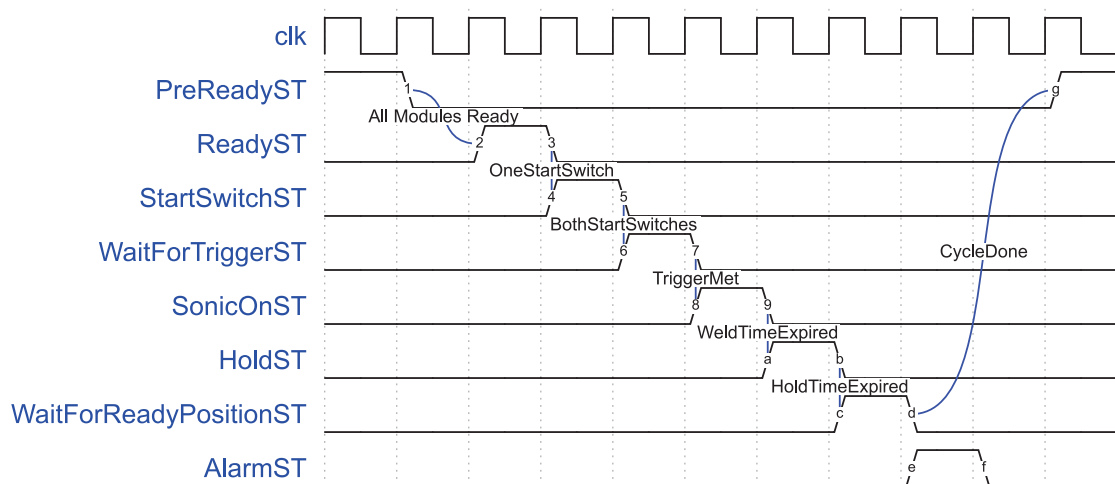 clk
PreReadyST
1
g
All Modules Ready
ReadyST
2
3
OneStartSwitch
StartSwitchST
4
5
BothStartSwitches
WaitForTriggerST
6
7
CycleDone
TriggerMet
SonicOnST
8
9
WeldTimeExpired
HoldST
a
b
HoldTimeExpired
WaitForReadyPositionST
c
d
AlarmST
e
f